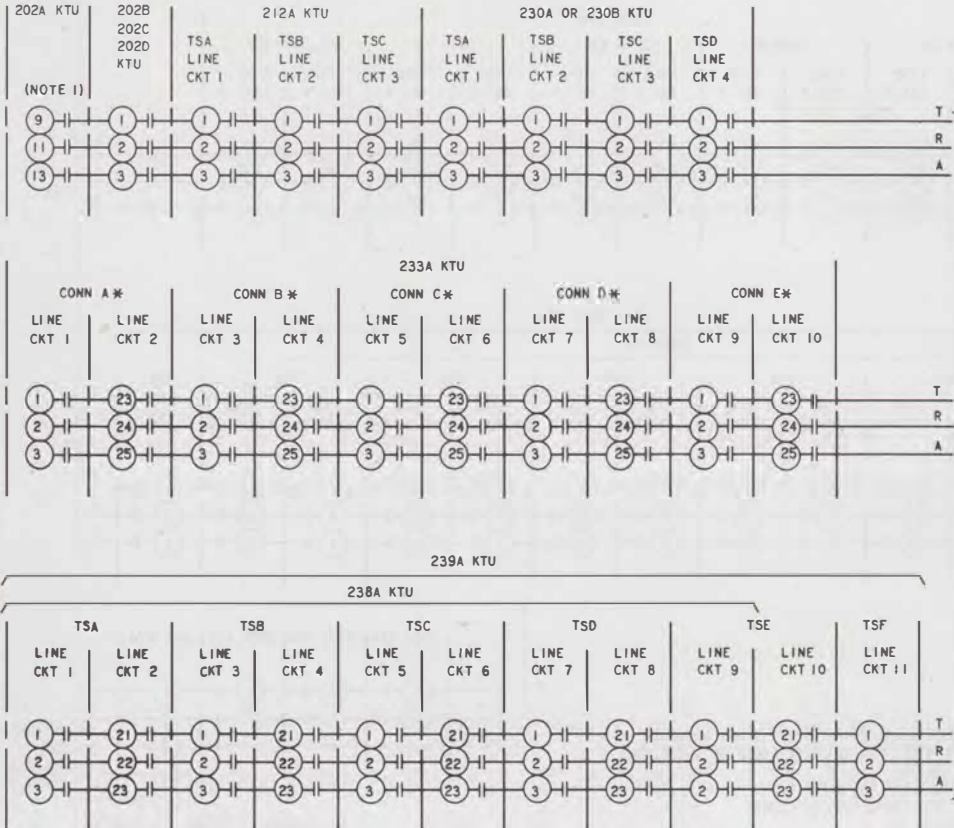 202A KTU 202B 212A KTU 230A OR 230B KTU
202C
202D TSA TSB TSC TSA TSB TSC TSD
KTU LINE LINE LINE LINE LINE LINE LINE
CKT 1 CKT 2 CKT 3 CKT 1 CKT 2 CKT 3 CKT 4
(NOTE 1)
9 1 1 1 1 1 1 1 1 T
11 2 2 2 2 2 2 2 2 R
13 3 3 3 3 3 3 3 3 A
233A KTU
CONN A* CONN B* CONN C* CONN D* CONN E*
LINE LINE LINE LINE LINE LINE LINE LINE LINE LINE
CKT 1 CKT 2 CKT 3 CKT 4 CKT 5 CKT 6 CKT 7 CKT 8 CKT 9 CKT 10
1 23 1 23 1 23 1 23 1 23 T
2 24 2 24 2 24 2 24 2 24 R
3 25 3 25 3 25 3 25 3 25 A
239A KTU
238A KTU
TSA TSB TSC TSD TSE TSF
LINE LINE LINE LINE LINE LINE LINE LINE LINE LINE LINE
CKT 1 CKT 2 CKT 3 CKT 4 CKT 5 CKT 6 CKT 7 CKT 8 CKT 9 CKT 10 CKT 11
1 21 1 21 1 21 1 21 1 21 1 T
2 22 2 22 2 22 2 22 2 22 2 R
3 23 3 23 3 23 3 23 2 23 3 A